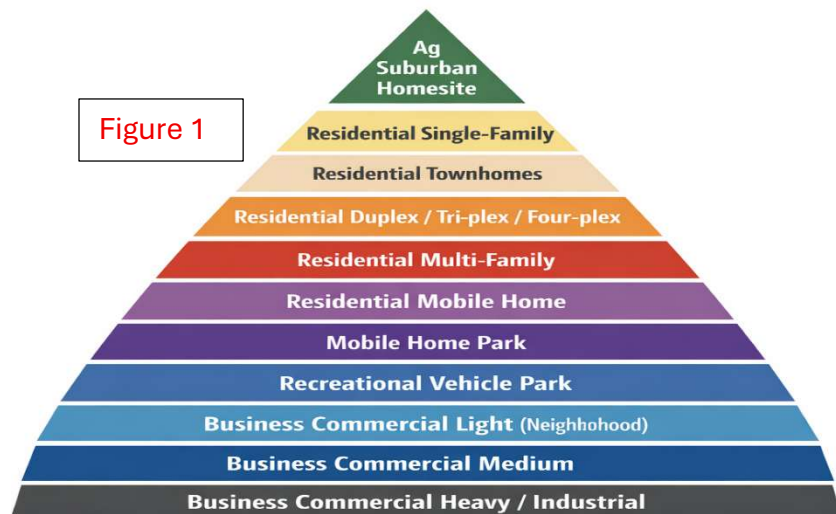 Ag
Suburban
Homesite
Figure 1
Residential Single-Family
Residential Townhomes
Residential Duplex / Tri-plex / Four-plex
Residential Multi-Family
Residential Mobile Home
Mobile Home Park
Recreational Vehicle Park
Business Commercial Light (Neighhohood)
Business Commercial Medium
Business Commercial Heavy / Industrial